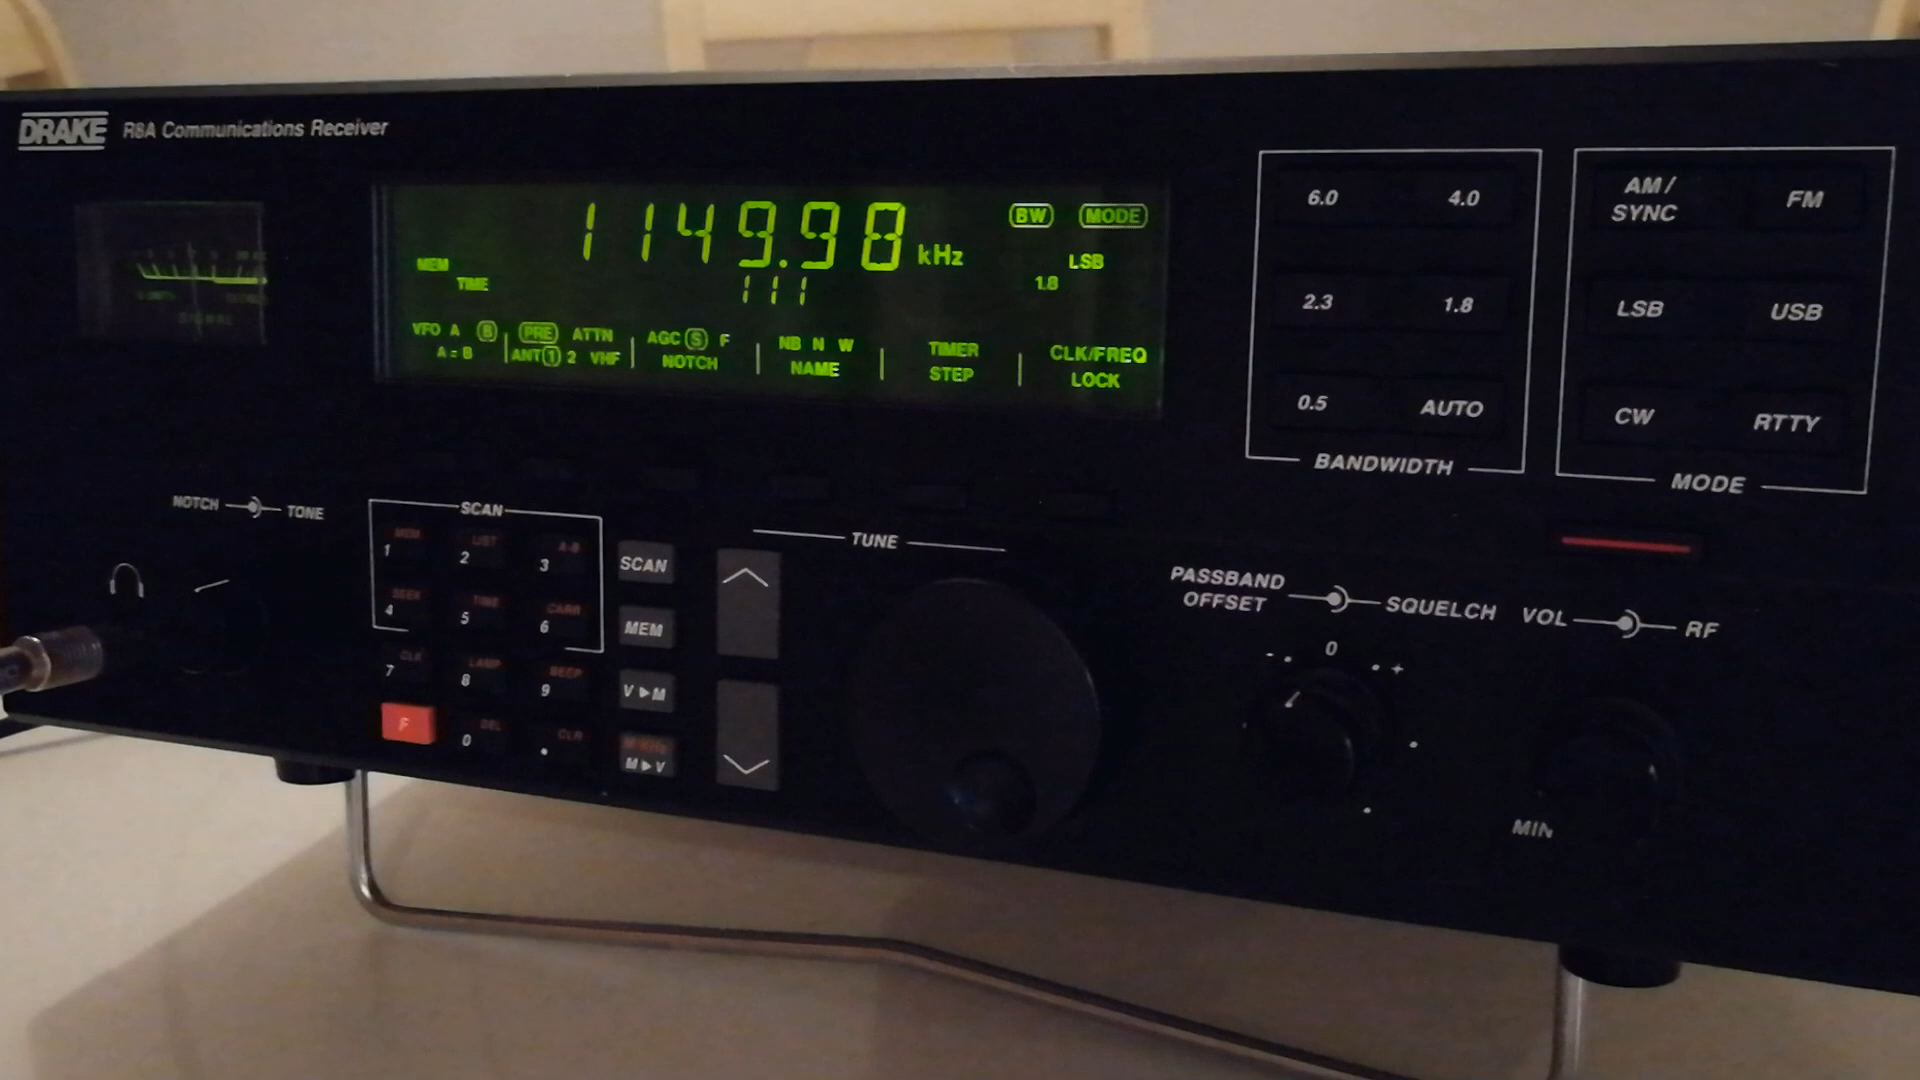 DRAKE R8A Communications Receiver
1149.98 kHz
BW MODE
MEM
TIME
111
LSB
1.8
VFO A B
A = B
PRE ATTN
ANT 1 2 VHF
AGC S F
NOTCH
NB N W
NAME
TIMER
STEP
CLK/FREQ
LOCK
SIGNAL
6.0 4.0
2.3 1.8
0.5 AUTO
BANDWIDTH
AM/
SYNC
FM
LSB USB
CW RTTY
MODE
NOTCH TONE
SCAN
MEM
1
LIST
2
A-B
3
SEEK
4
TIME
5
CARR
6
CLK
7
LAMP
8
BEEP
9
F
DEL
0
CLR
.
SCAN
MEM
V▶M
M▶V
TUNE
PASSBAND
OFFSET
SQUELCH
- 0 +
VOL RF
MIN